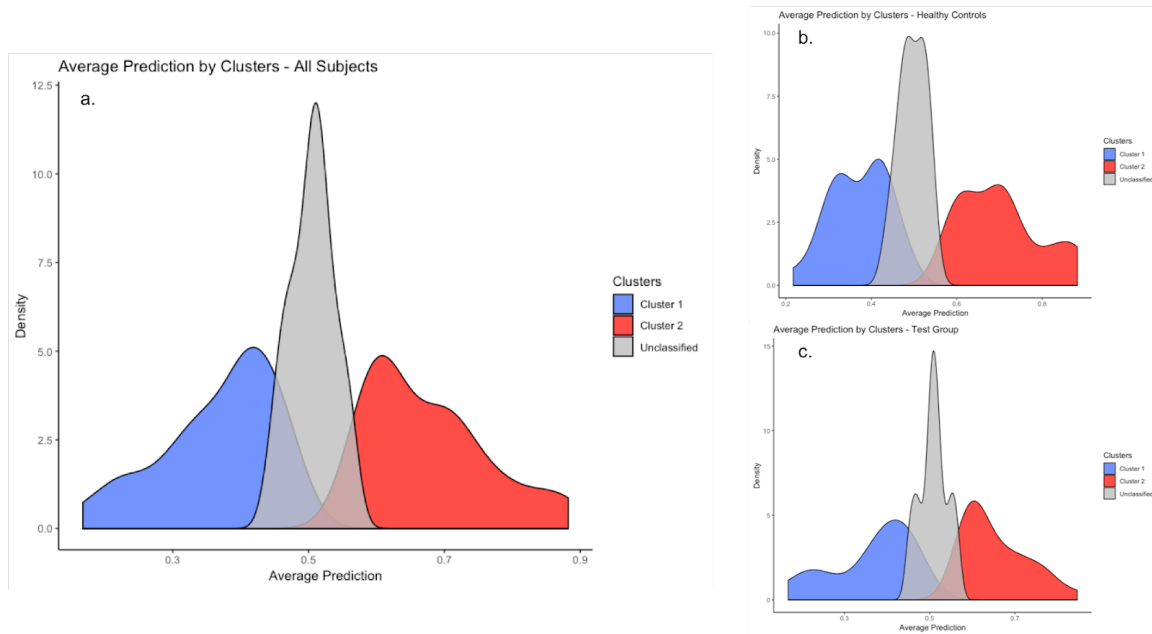 Average Prediction by Clusters - All Subjects
a.
12.5
10.0
7.5
5.0
2.5
0.0
Density
0.3 0.5 0.7 0.9
Average Prediction
Clusters
Cluster 1
Cluster 2
Unclassified
Average Prediction by Clusters - Healthy Controls
b.
10.0
7.5
5.0
2.5
0.0
Density
0.2 0.4 0.6 0.8
Average Prediction
Clusters
Cluster 1
Cluster 2
Unclassified
Average Prediction by Clusters - Test Group
c.
15
10
5
0
Density
0.3 0.5 0.7
Average Prediction
Clusters
Cluster 1
Cluster 2
Unclassified